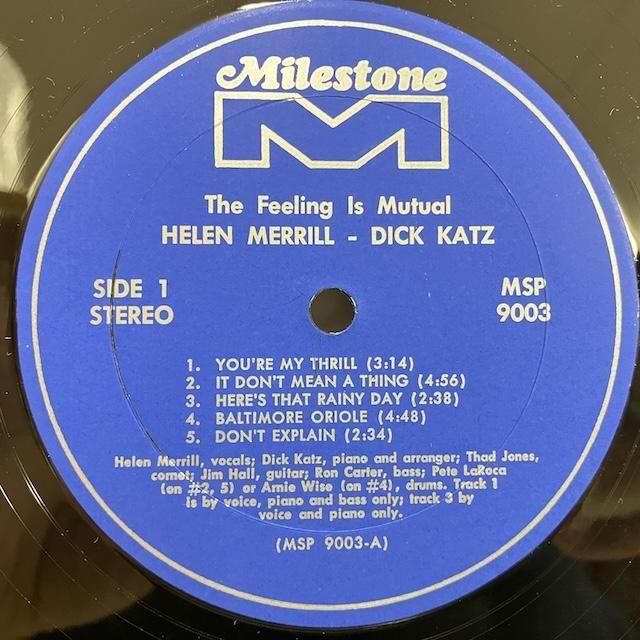 Milestone
M
The Feeling Is Mutual
HELEN MERRILL - DICK KATZ
SIDE 1
STEREO
MSP
9003
1. YOU'RE MY THRILL (3:14)
2. IT DON'T MEAN A THING (4:56)
3. HERE'S THAT RAINY DAY (2:38)
4. BALTIMORE ORIOLE (4:48)
5. DON'T EXPLAIN (2:34)
Helen Merrill, vocals; Dick Katz, piano and arranger; Thad Jones,
cornet; Jim Hall, guitar; Ron Carter, bass; Pete LaRoca
(on #2, 5) or Arnie Wise (on #4), drums. Track 1
is by voice, piano and bass only; track 3 by
voice and piano only.
(MSP 9003-A)